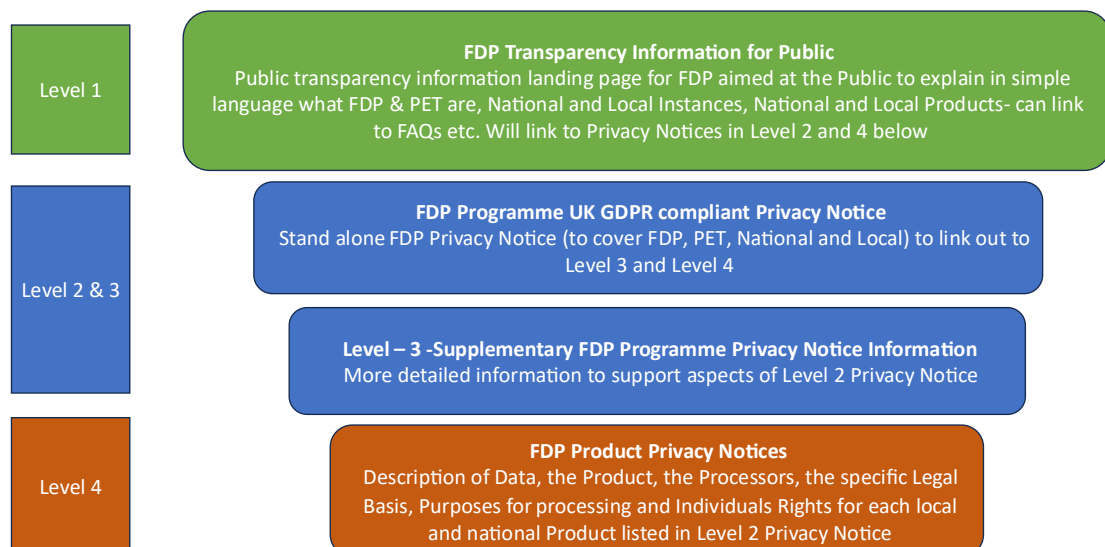 Level 1
FDP Transparency Information for Public
Public transparency information landing page for FDP aimed at the Public to explain in simple
language what FDP & PET are, National and Local Instances, National and Local Products- can link
to FAQs etc. Will link to Privacy Notices in Level 2 and 4 below
Level 2 & 3
FDP Programme UK GDPR compliant Privacy Notice
Stand alone FDP Privacy Notice (to cover FDP, PET, National and Local) to link out to
Level 3 and Level 4
Level – 3 -Supplementary FDP Programme Privacy Notice Information
More detailed information to support aspects of Level 2 Privacy Notice
Level 4
FDP Product Privacy Notices
Description of Data, the Product, the Processors, the specific Legal
Basis, Purposes for processing and Individuals Rights for each local
and national Product listed in Level 2 Privacy Notice